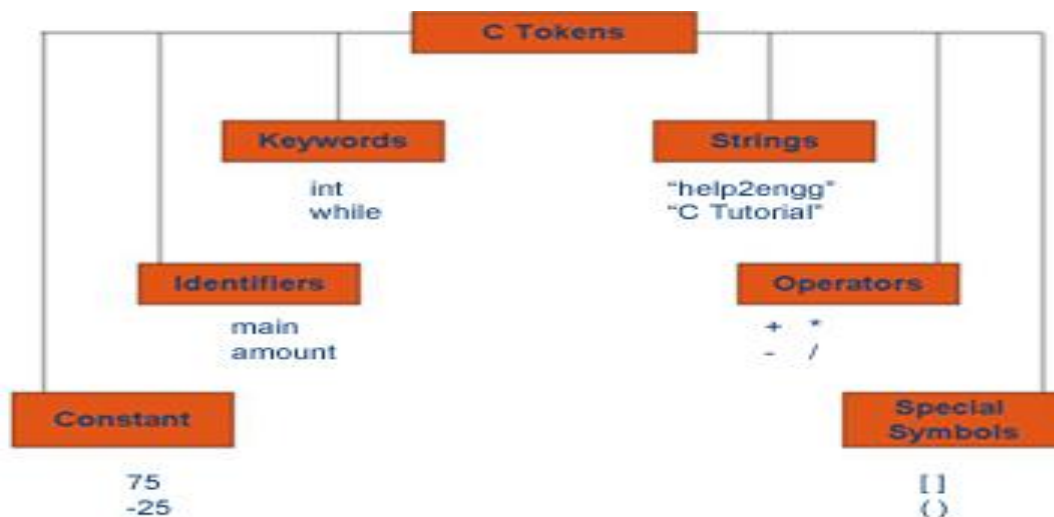 C Tokens
Keywords
Strings
int
while
"help2engg"
"C Tutorial"
Identifiers
Operators
main
amount
+ *
- /
Constant
Special
Symbols
75
-25
[ ]
( )